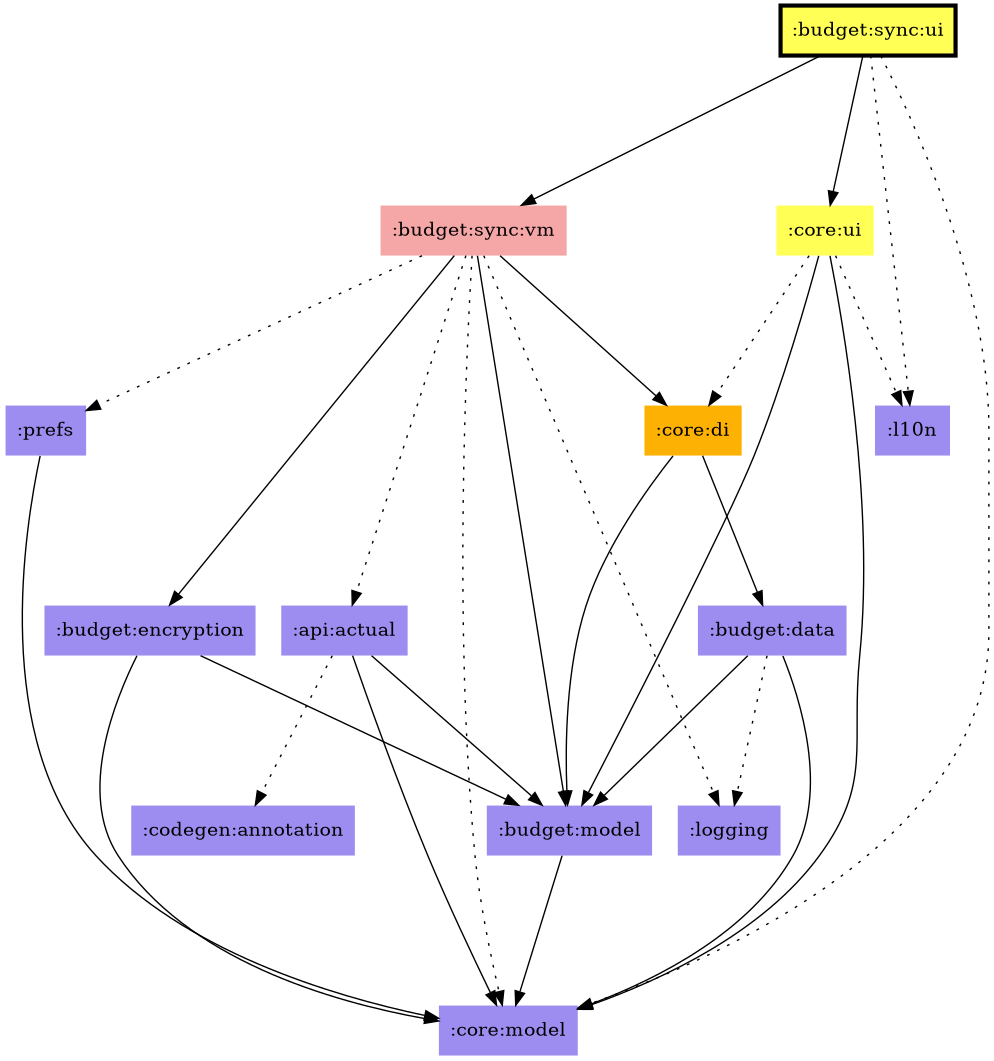 :budget:sync:ui
:budget:sync:vm
:core:ui
:prefs
:core:di
:l10n
:budget:encryption
:api:actual
:budget:data
:codegen:annotation
:budget:model
:logging
:core:model